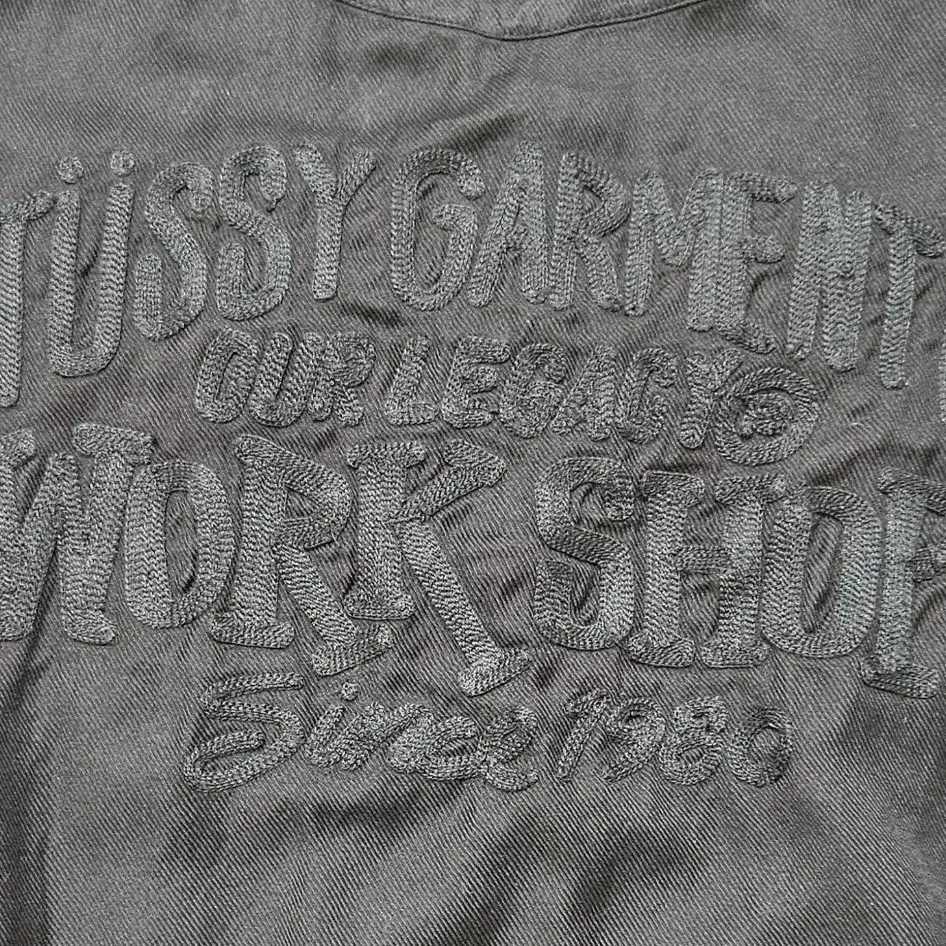 TÜSSY GARMENT
OUR LEGACY
WORK SHOP
Since 1980